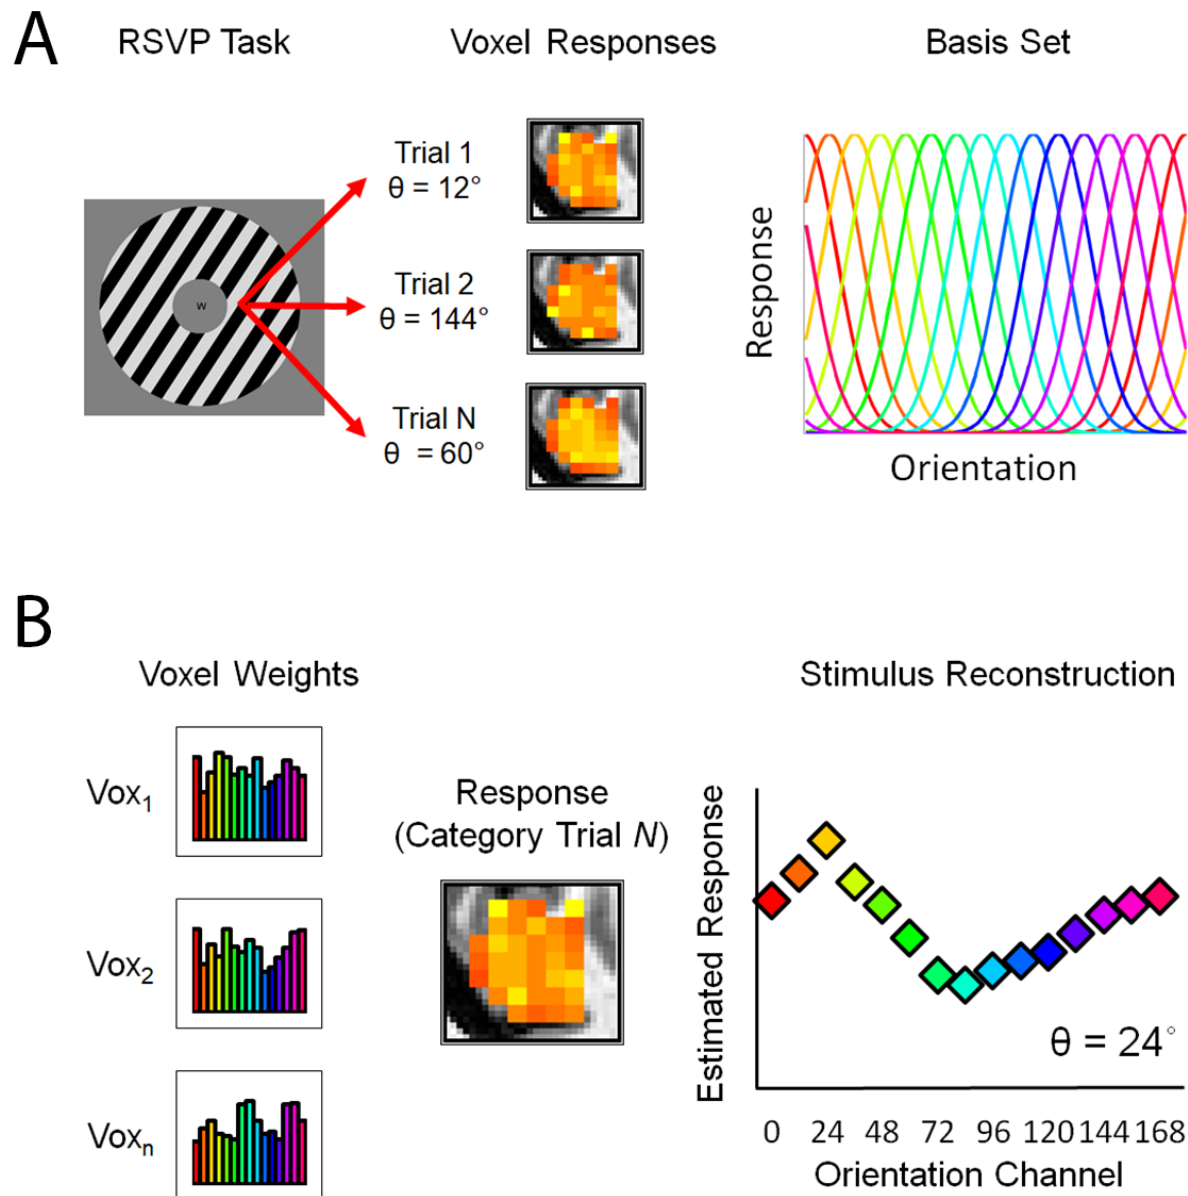 A
RSVP Task
Voxel Responses
Basis Set
w
Trial 1
θ = 12°
Trial 2
θ = 144°
Trial N
θ = 60°
Response
Orientation
B
Voxel Weights
Stimulus Reconstruction
Vox1
Vox2
Voxn
Response
(Category Trial N)
Estimated Response
θ = 24°
0 24 48 72 96 120 144 168
Orientation Channel